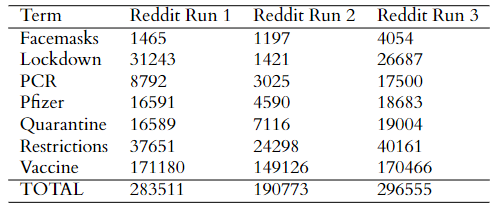 Term Reddit Run 1 Reddit Run 2 Reddit Run 3
Facemasks 1465 1197 4054
Lockdown 31243 1421 26687
PCR 8792 3025 17500
Pfizer 16591 4590 18683
Quarantine 16589 7116 19004
Restrictions 37651 24298 40161
Vaccine 171180 149126 170466
TOTAL 283511 190773 296555